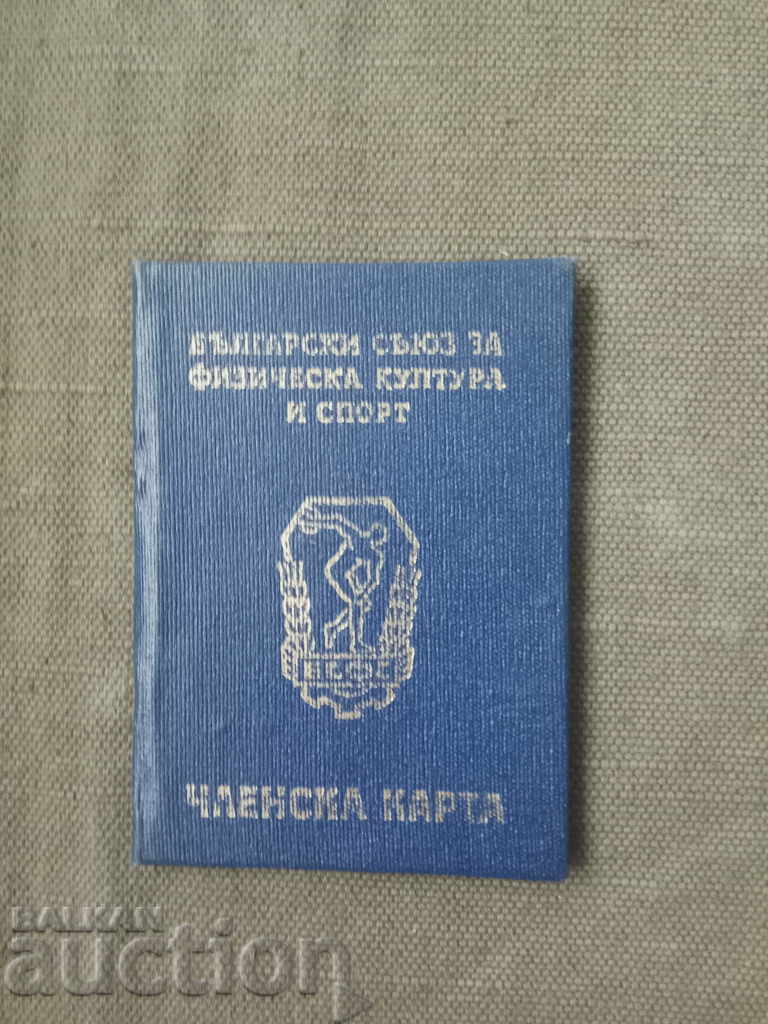 БЪЛГАРСКИ СЪЮЗ ЗА
ФИЗИЧЕСКА КУЛТУРА
И СПОРТ
БСФС
ЧЛЕНСКА КАРТА
BALKAN
auction